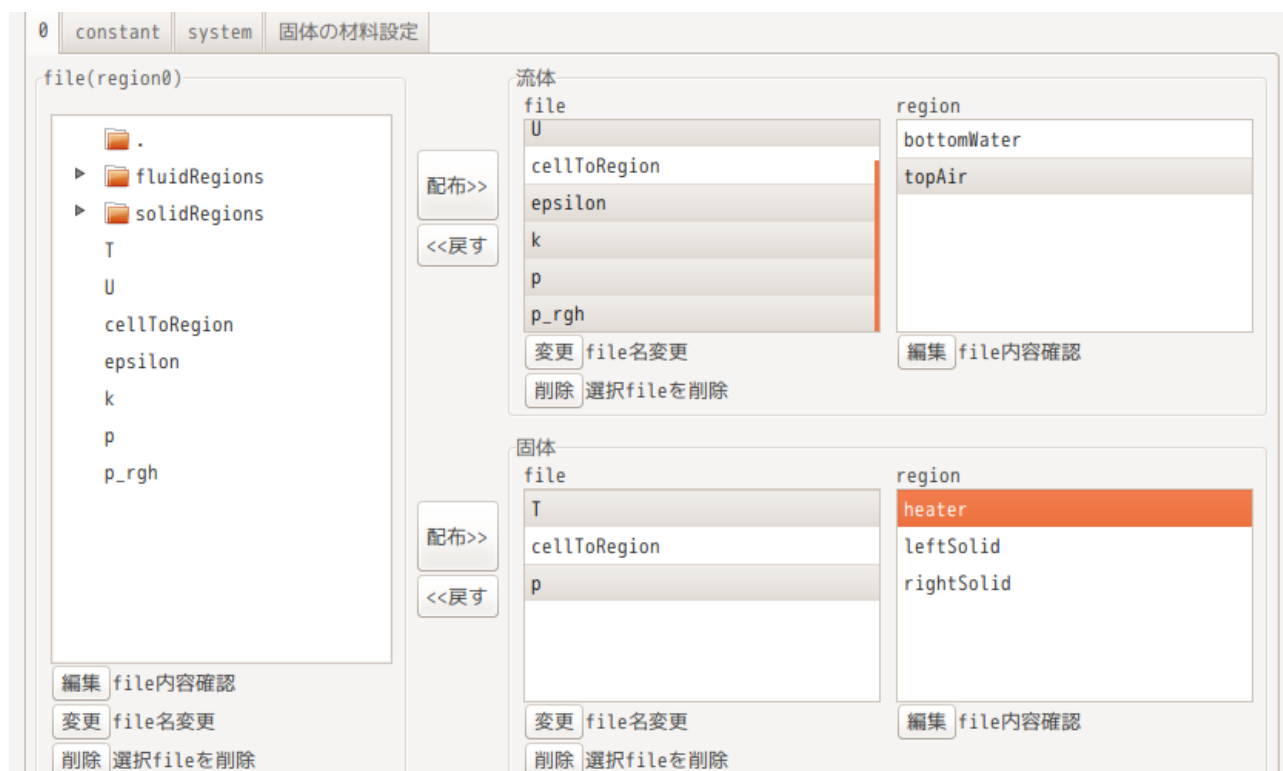 0 constant system 固体の材料設定
file(region0)
.
fluidRegions
solidRegions
T
U
cellToRegion
epsilon
k
p
p_rgh
編集 file内容確認
変更 file名変更
削除 選択fileを削除
配布>>
<<戻す
配布>>
<<戻す
流体
file
U
cellToRegion
epsilon
k
p
p_rgh
変更 file名変更
削除 選択fileを削除
region
bottomWater
topAir
編集 file内容確認
固体
file
T
cellToRegion
p
変更 file名変更
削除 選択fileを削除
region
heater
leftSolid
rightSolid
編集 file内容確認